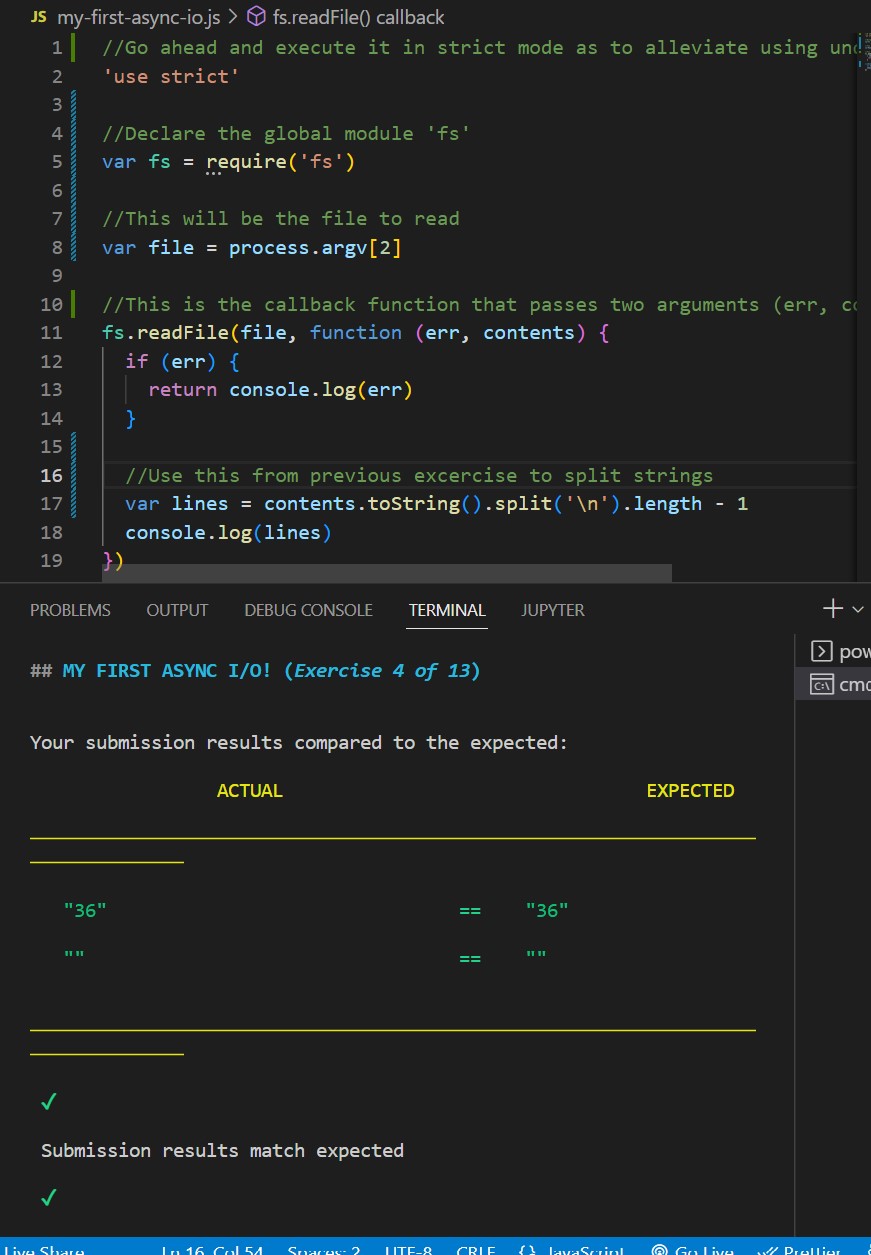 JS my-first-async-io.js > fs.readFile() callback
1 //Go ahead and execute it in strict mode as to alleviate using
2 'use strict'
3
4 //Declare the global module 'fs'
5 var fs = require('fs')
6
7 //This will be the file to read
8 var file = process.argv[2]
9
10 //This is the callback function that passes two arguments (err,
11 fs.readFile(file, function (err, contents) {
12 if (err) {
13 return console.log(err)
14 }
15
16 //Use this from previous excercise to split strings
17 var lines = contents.toString().split('\n').length - 1
18 console.log(lines)
19 })
PROBLEMS OUTPUT DEBUG CONSOLE TERMINAL JUPYTER
## MY FIRST ASYNC I/O! (Exercise 4 of 13)
Your submission results compared to the expected:
ACTUAL EXPECTED
"36" == "36"
"" == ""
✓
Submission results match expected
✓
Live Share Ln 16, Col 54 Spaces: 2 UTF-8 CRLF {} JavaScript Go Live Prettier